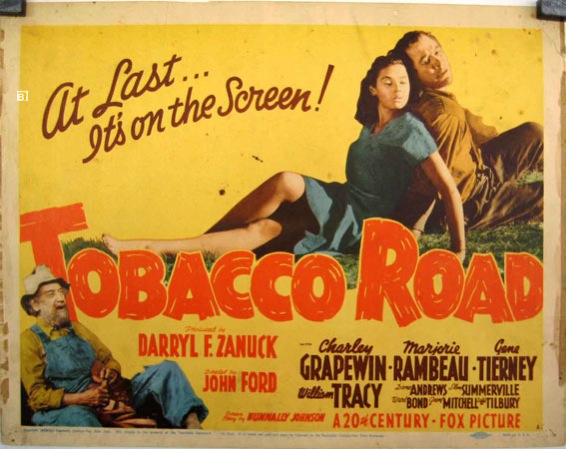 At Last...
It's on the Screen!
TOBACCO ROAD
Produced by
DARRYL F. ZANUCK
Directed by
JOHN FORD
Screen Play by NUNNALLY JOHNSON
Charley GRAPEWIN · Marjorie RAMBEAU · Gene TIERNEY
William TRACY Dana ANDREWS Slim SUMMERVILLE
Ward BOND Grant MITCHELL Zeffie TILBURY
A 20th CENTURY-FOX PICTURE